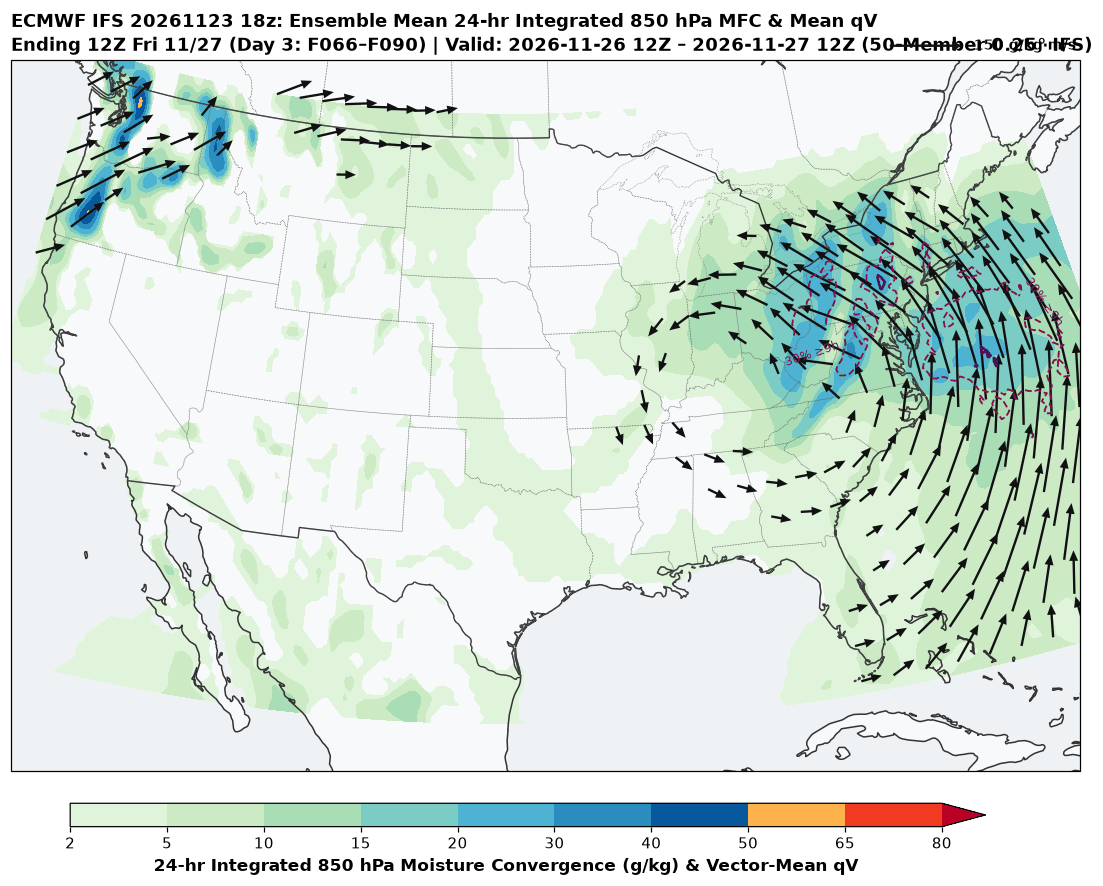 ECMWF IFS 20261123 18z: Ensemble Mean 24-hr Integrated 850 hPa MFC & Mean qV
Ending 12Z Fri 11/27 (Day 3: F066–F090) | Valid: 2026-11-26 12Z – 2026-11-27 12Z (50-Member 0.25° IFS)
30% ≥
2 5 10 15 20 30 40 50 65 80
24-hr Integrated 850 hPa Moisture Convergence (g/kg) & Vector-Mean qV